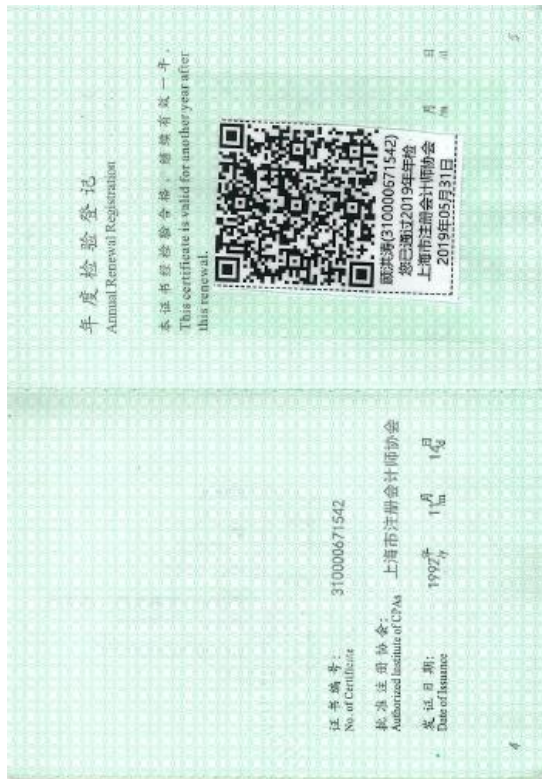 证书编号:
No. of Certificate
310000671542
批准注册协会:
Authorized Institute of CPAs
上海市注册会计师协会
发证日期:
Date of Issuance
1992年 11月 14日
/y /m /d
4
年度检验登记
Annual Renewal Registration
本证书经检验合格，继续有效一年。
This certificate is valid for another year after
this renewal.
顾洪涛(310000671542)
您已通过2019年年检
上海市注册会计师协会
2019年05月31日
月 日
/m /d
5